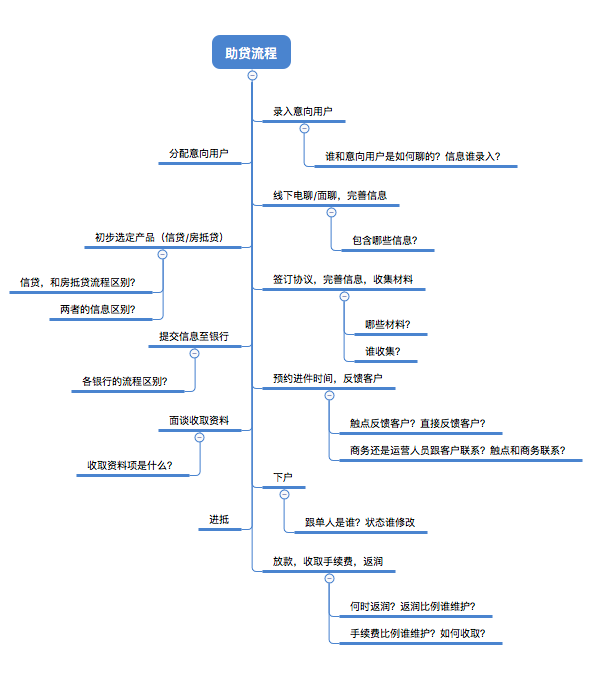 助贷流程
录入意向用户
谁和意向用户是如何聊的？信息谁录入？
分配意向用户
线下电聊/面聊，完善信息
包含哪些信息？
初步选定产品（信贷/房抵贷）
信贷，和房抵贷流程区别？
两者的信息区别？
签订协议，完善信息，收集材料
哪些材料？
谁收集？
提交信息至银行
各银行的流程区别？
预约进件时间，反馈客户
触点反馈客户？直接反馈客户？
商务还是运营人员跟客户联系？触点和商务联系？
面谈收取资料
收取资料项是什么？
下户
跟单人是谁？状态谁修改
进抵
放款，收取手续费，返润
何时返润？返润比例谁维护？
手续费比例谁维护？如何收取？